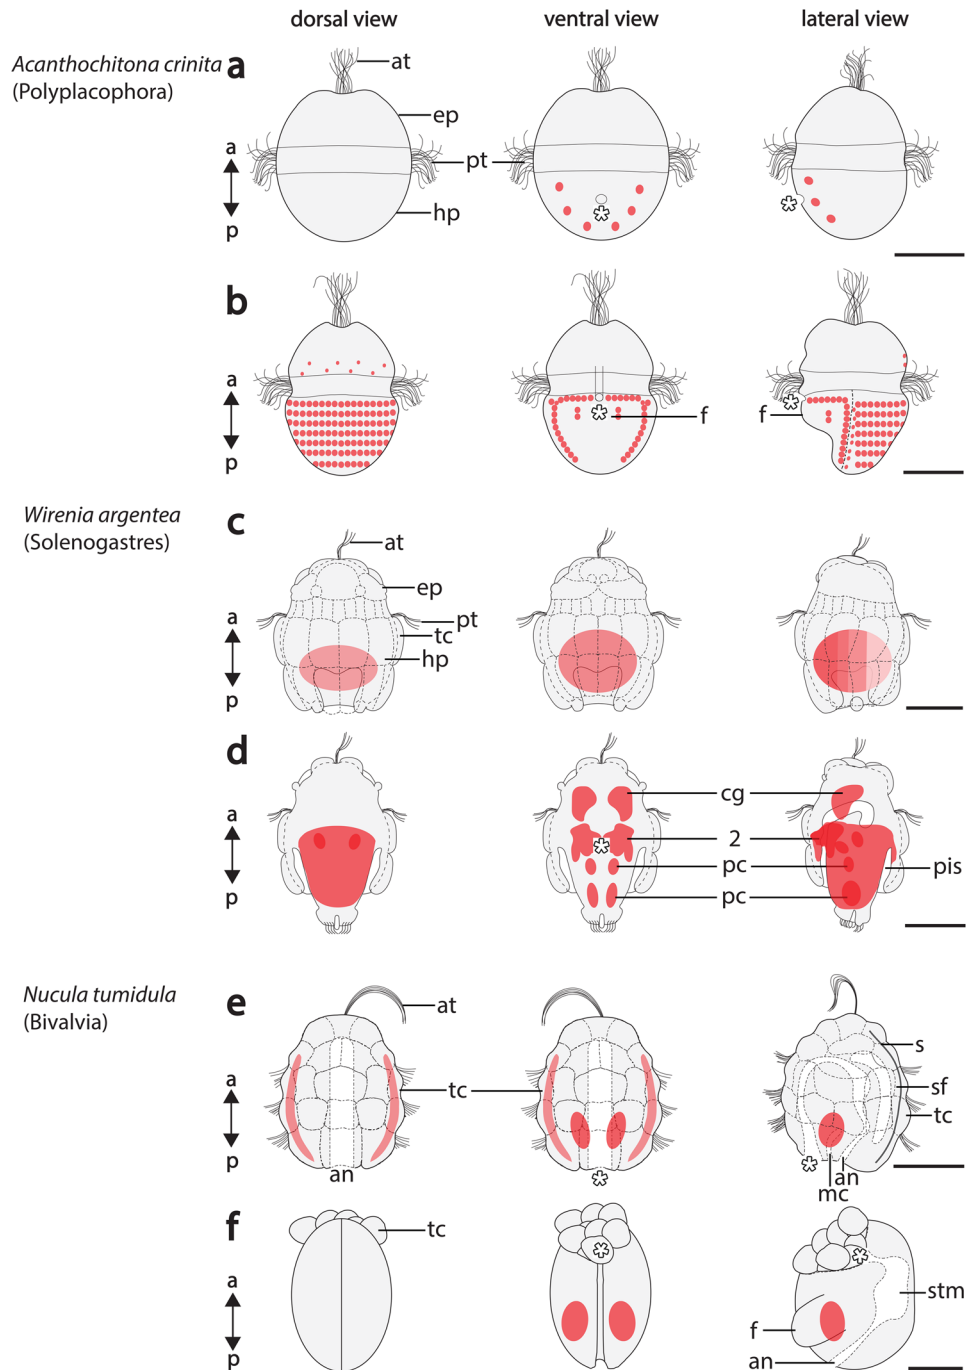 dorsal view ventral view lateral view
Acanthochitona crinita
(Polyplacophora)
a
at
ep
a
pt
hp
p
b
a
f
f
p
Wirenia argentea
(Solenogastres)
c
at
ep
a
pt
tc
hp
p
d
cg
a
2
pc
pis
p
pc
Nucula tumidula
(Bivalvia)
e
at
s
a
tc
sf
tc
p
an
an
mc
f
tc
a
stm
f
p
an